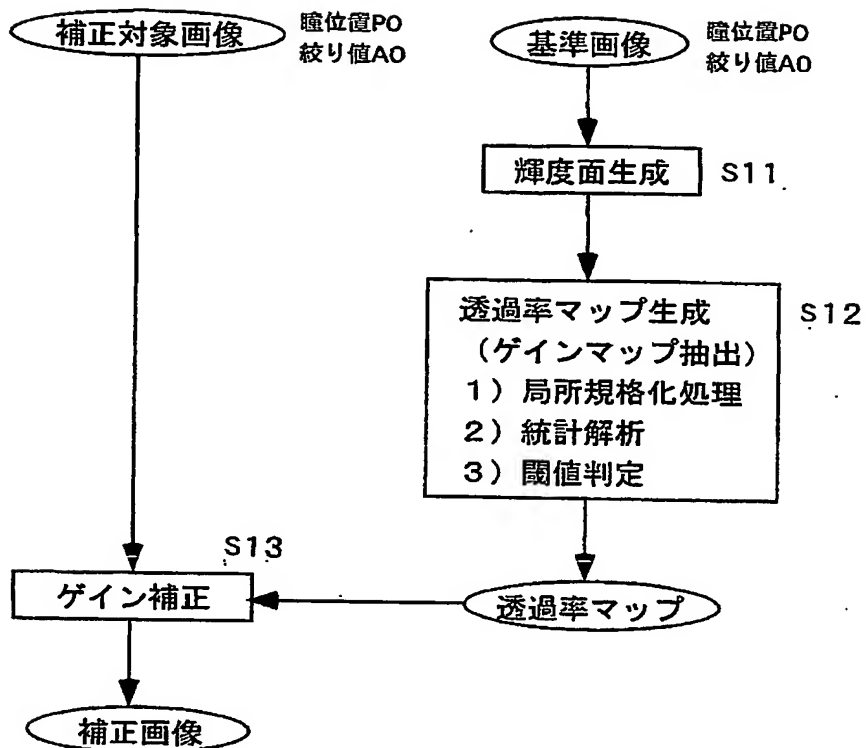 補正対象画像
瞳位置P0
絞り値A0
基準画像
瞳位置P0
絞り値A0
輝度面生成
S11
透過率マップ生成
(ゲインマップ抽出)
1)局所規格化処理
2)統計解析
3)閾値判定
S12
S13
ゲイン補正
透過率マップ
補正画像